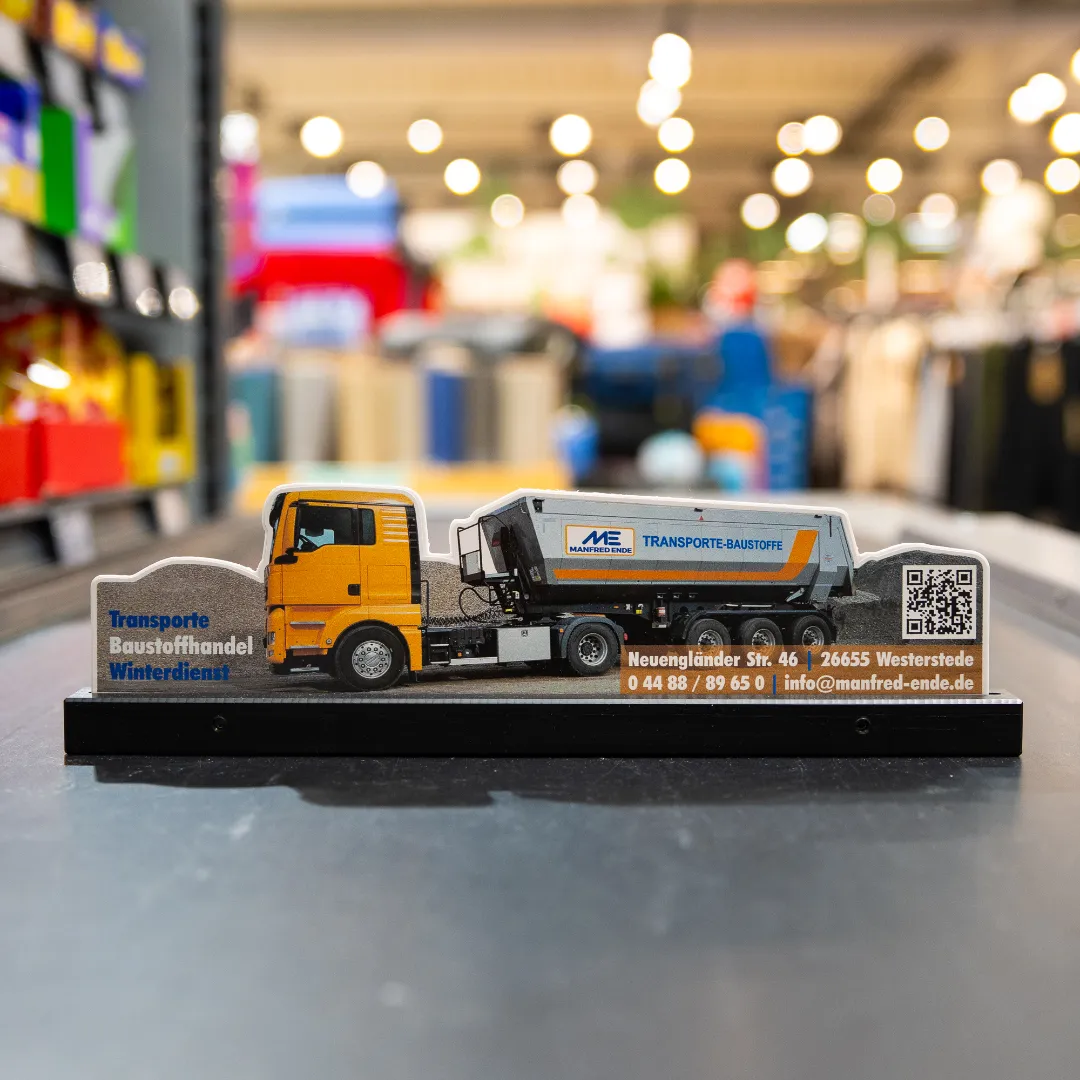 ME
MANFRED ENDE
TRANSPORTE-BAUSTOFFE
Transporte
Baustoffhandel
Winterdienst
Neuengländer Str. 46 | 26655 Westerstede
0 44 88 / 89 65 0 | info@manfred-ende.de